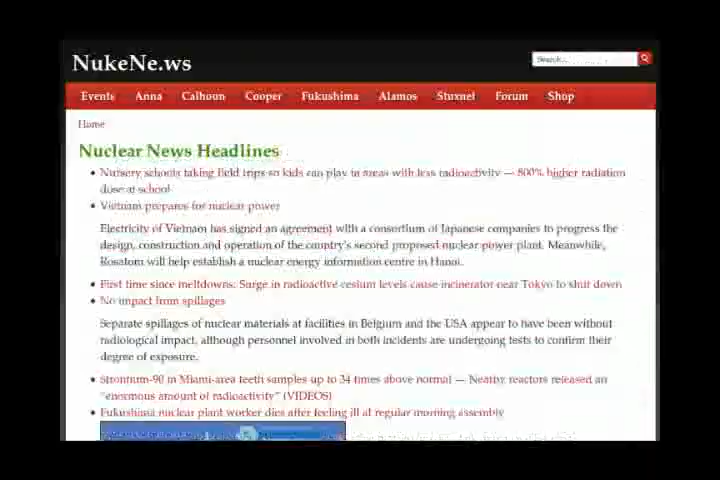 NukeNe.ws
Search...
Events Anna Calhoun Cooper Fukushima Alamos Stuxnet Forum Shop
Home
Nuclear News Headlines
Nursery schools taking field trips so kids can play in areas with less radioactivity — 800% higher radiation
dose at school
Vietnam prepares for nuclear power
Electricity of Vietnam has signed an agreement with a consortium of Japanese companies to progress the
design, construction and operation of the country's second proposed nuclear power plant. Meanwhile,
Rosatom will help establish a nuclear energy information centre in Hanoi.
First time since meltdowns: Surge in radioactive cesium levels cause incinerator near Tokyo to shut down
No impact from spillages
Separate spillages of nuclear materials at facilities in Belgium and the USA appear to have been without
radiological impact, although personnel involved in both incidents are undergoing tests to confirm their
degree of exposure.
Strontium-90 in Miami-area teeth samples up to 34 times above normal — Nearby reactors released an
"enormous amount of radioactivity" (VIDEOS)
Fukushima nuclear plant worker dies after feeling ill at regular morning assembly